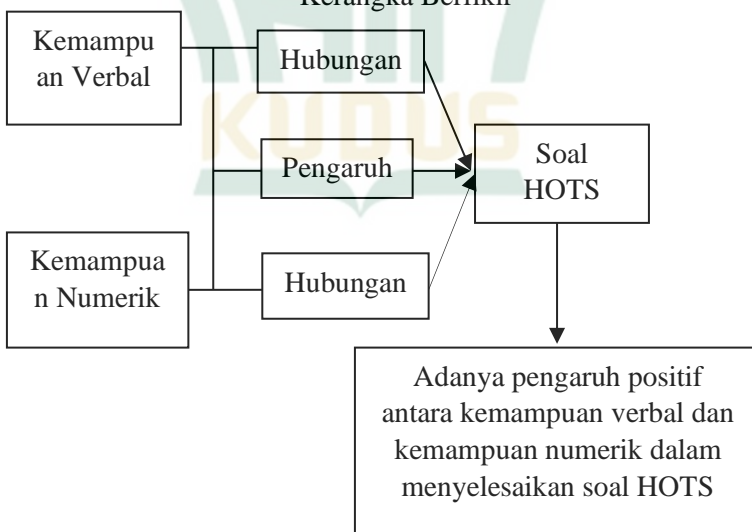 Kerangka Berfikir
Kemampu
an Verbal
Hubungan
KUDUS
Pengaruh
Soal
HOTS
Kemampua
n Numerik
Hubungan
Adanya pengaruh positif
antara kemampuan verbal dan
kemampuan numerik dalam
menyelesaikan soal HOTS